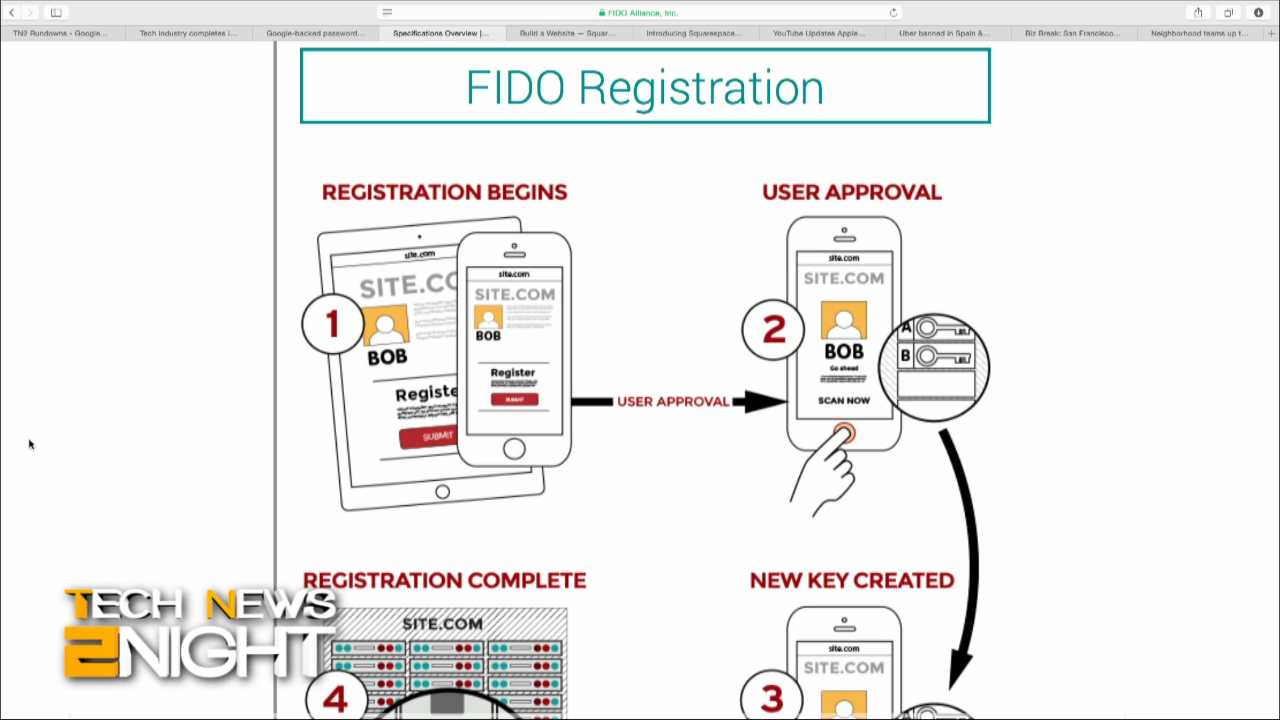 FIDO Alliance, Inc.
TN2 Rundowns – Google...
Tech industry completes i...
Google-backed password...
Specifications Overview |...
Build a Website — Squar...
Introducing Squarespace...
YouTube Updates Apple...
Uber banned in Spain &...
Biz Break: San Francisco...
Neighborhood teams up t...
FIDO Registration
REGISTRATION BEGINS
USER APPROVAL
site.com
SITE.CO
BOB
Registe
SUBMIT
1
site.com
SITE.COM
BOB
Register
SUBMIT
USER APPROVAL
2
site.com
SITE.COM
BOB
Go ahead
SCAN NOW
A
B
REGISTRATION COMPLETE
NEW KEY CREATED
SITE.COM
4
3
site.com
SITE.COM
TECH NEWS
2NIGHT